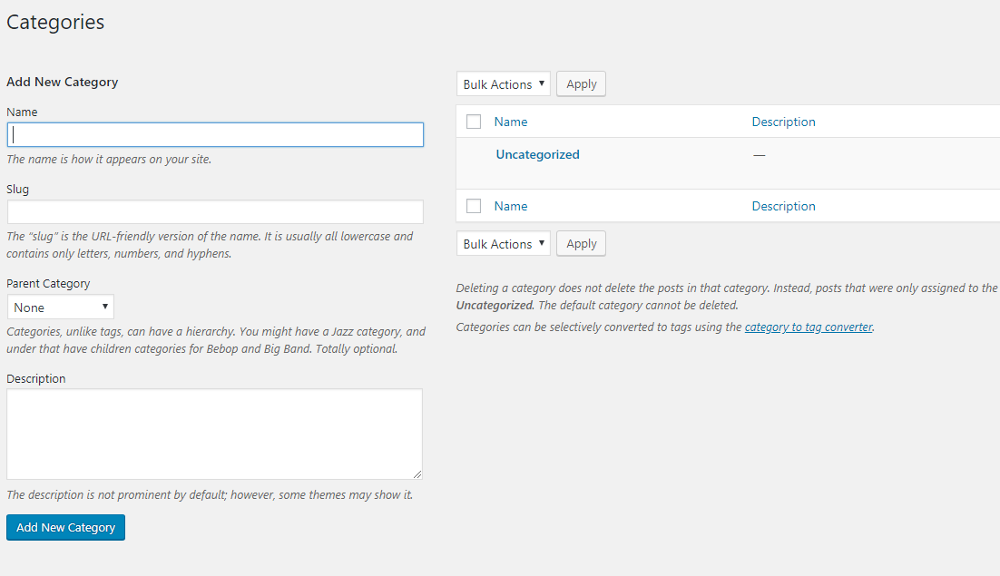 Categories
Add New Category
Name
The name is how it appears on your site.
Slug
The “slug” is the URL-friendly version of the name. It is usually all lowercase and
contains only letters, numbers, and hyphens.
Parent Category
None
Categories, unlike tags, can have a hierarchy. You might have a Jazz category, and
under that have children categories for Bebop and Big Band. Totally optional.
Description
The description is not prominent by default; however, some themes may show it.
Add New Category
Bulk Actions Apply
Name Description
Uncategorized —
Name Description
Bulk Actions Apply
Deleting a category does not delete the posts in that category. Instead, posts that were only assigned to the
Uncategorized. The default category cannot be deleted.
Categories can be selectively converted to tags using the category to tag converter.